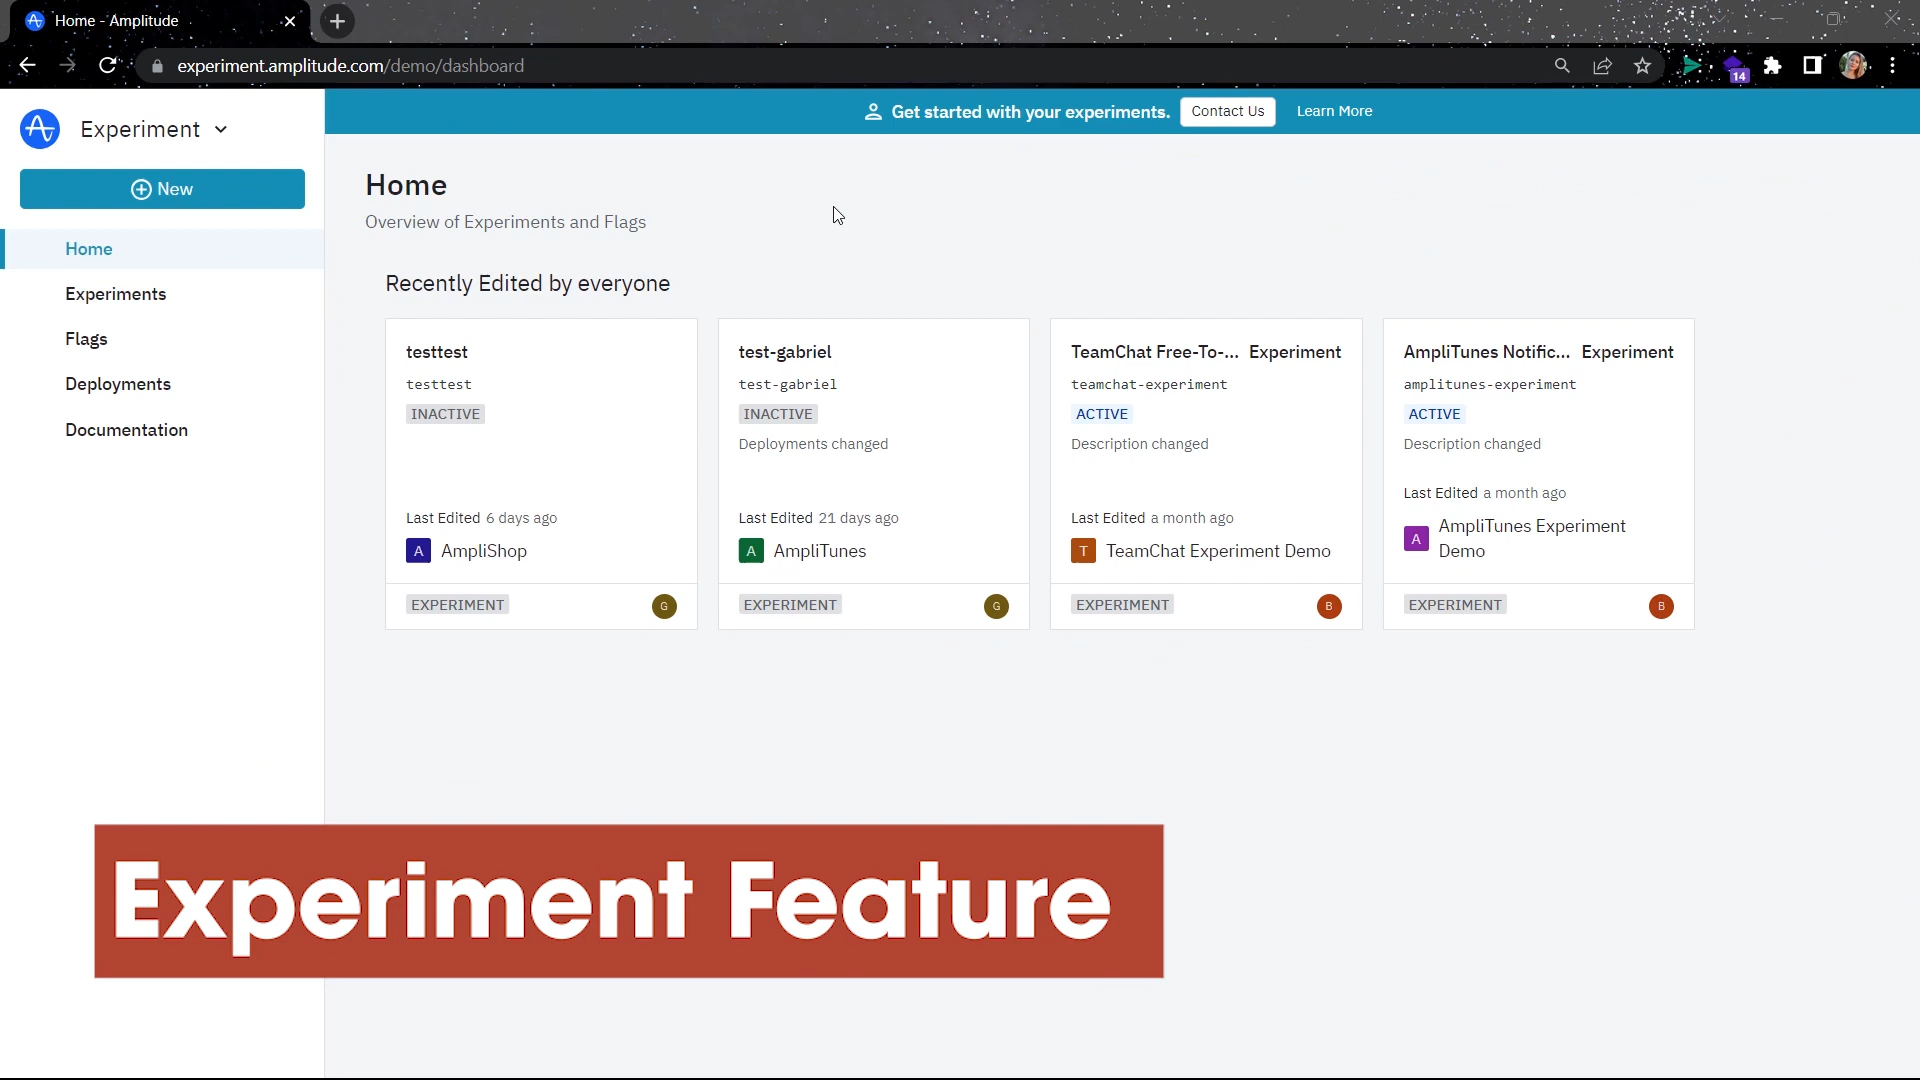 Home - Amplitude
experiment.amplitude.com/demo/dashboard
14
Experiment
Get started with your experiments. Contact Us Learn More
New
Home
Experiments
Flags
Deployments
Documentation
Home
Overview of Experiments and Flags
Recently Edited by everyone
testtest
testtest
INACTIVE
Last Edited 6 days ago
A AmpliShop
EXPERIMENT G
test-gabriel
test-gabriel
INACTIVE
Deployments changed
Last Edited 21 days ago
A AmpliTunes
EXPERIMENT G
TeamChat Free-To-... Experiment
teamchat-experiment
ACTIVE
Description changed
Last Edited a month ago
T TeamChat Experiment Demo
EXPERIMENT B
AmpliTunes Notific... Experiment
amplitunes-experiment
ACTIVE
Description changed
Last Edited a month ago
A AmpliTunes Experiment
Demo
EXPERIMENT B
Experiment Feature